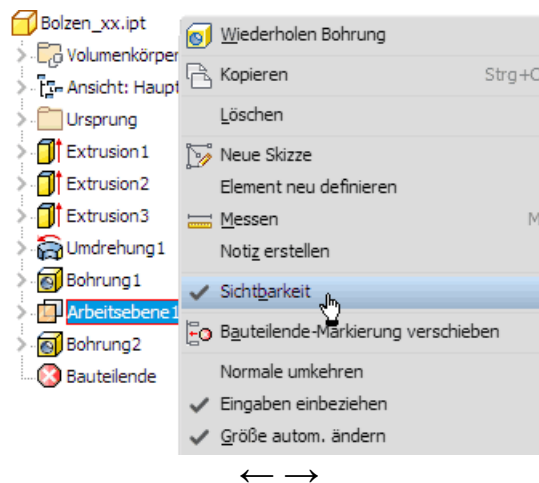 Bolzen_xx.ipt
Volumenkörper
Ansicht: Haupt
Ursprung
Extrusion1
Extrusion2
Extrusion3
Umdrehung1
Bohrung1
Arbeitsebene1
Bohrung2
Bauteilende
Wiederholen Bohrung
Kopieren Strg+C
Löschen
Neue Skizze
Element neu definieren
Messen M
Notiz erstellen
Sichtbarkeit
Bauteilende-Markierung verschieben
Normale umkehren
Eingaben einbeziehen
Größe autom. ändern
← →